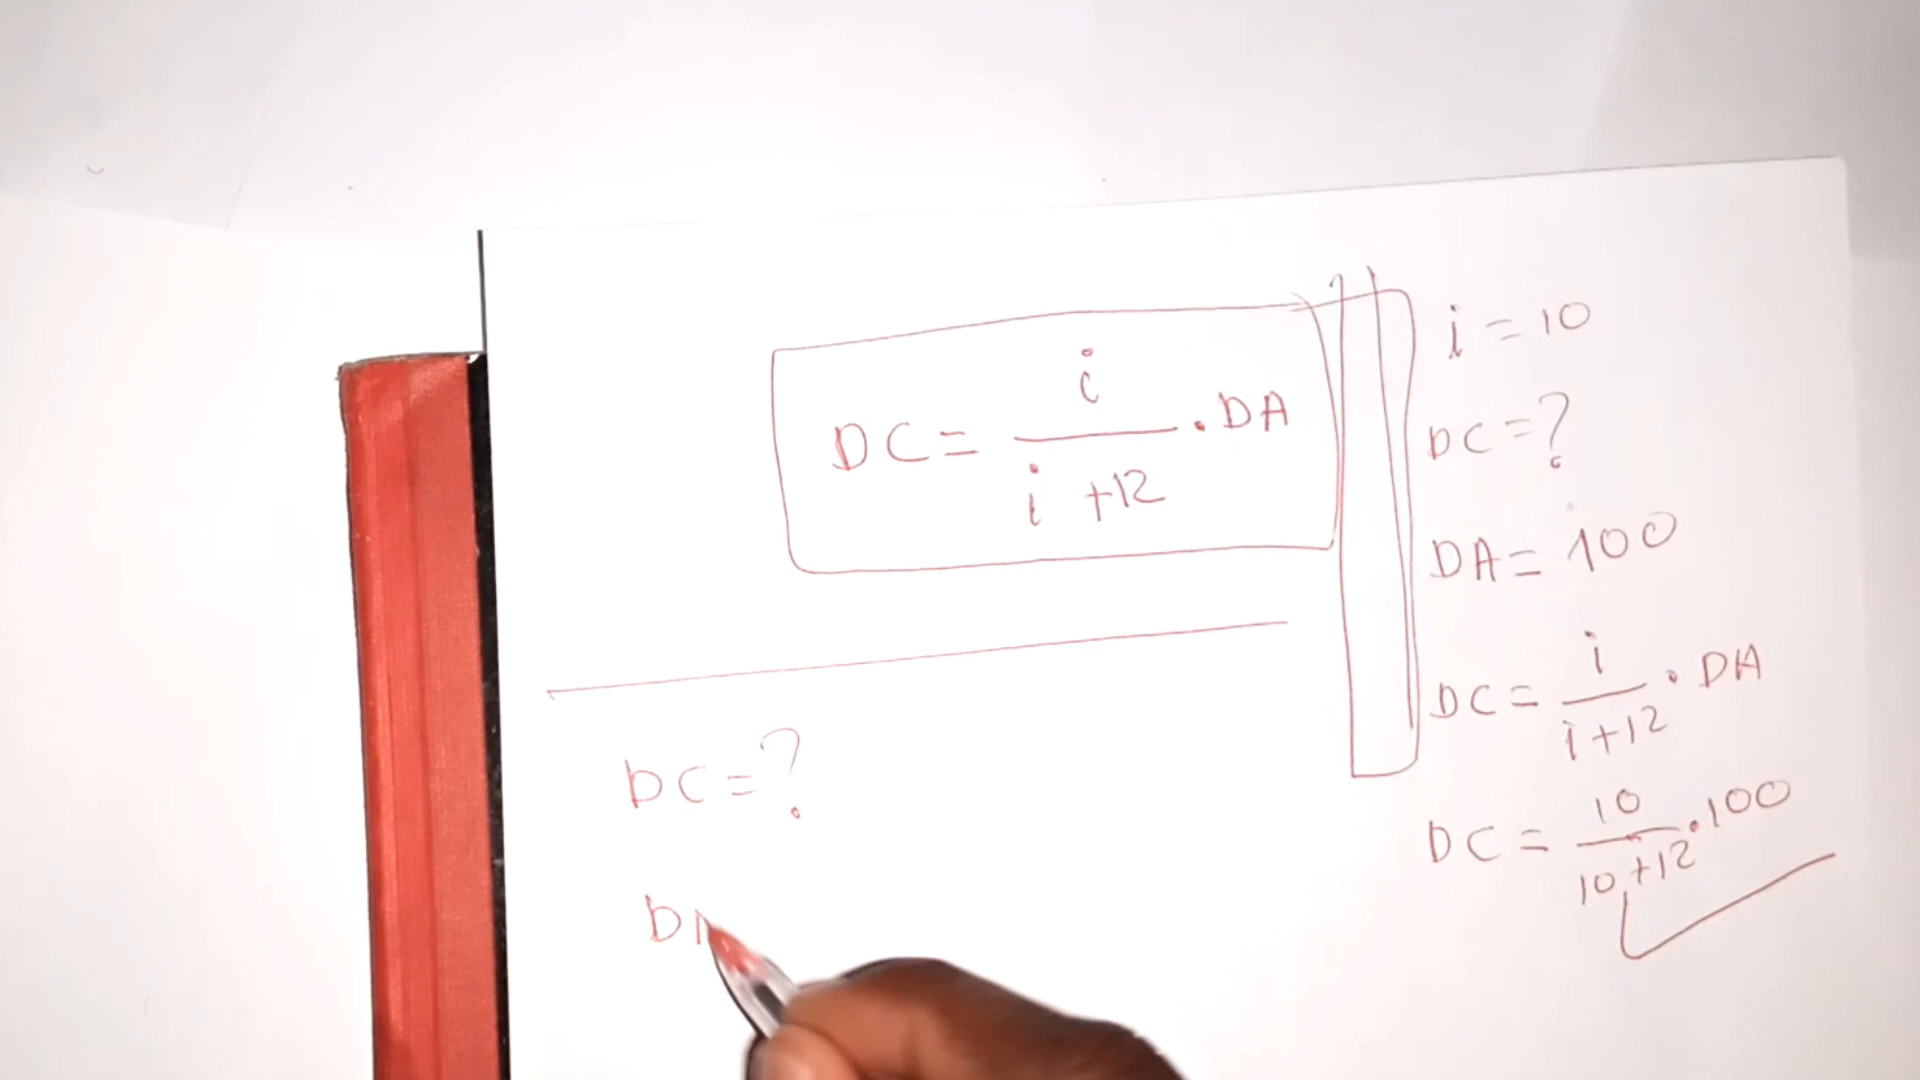 DC = i / i + 12 . DA
DC = ?
i = 10
DC = ?
DA = 100
DC = i / i + 12 . DA
DC = 10 / 10 + 12 . 100